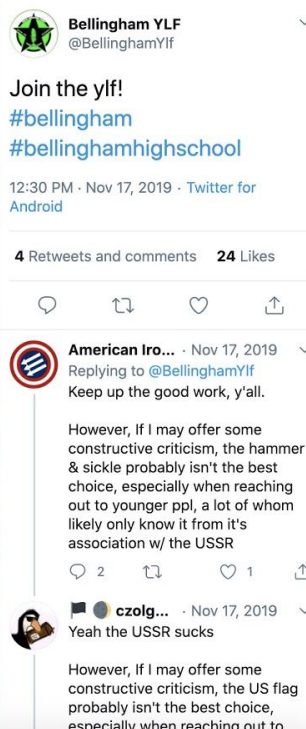 Bellingham YLF
@BellinghamYlf
Join the ylf!
#bellingham
#bellinghamhighschool
12:30 PM · Nov 17, 2019 · Twitter for
Android
4 Retweets and comments 24 Likes
American Iro... · Nov 17, 2019
Replying to @BellinghamYlf
Keep up the good work, y'all.
However, If I may offer some
constructive criticism, the hammer
& sickle probably isn't the best
choice, especially when reaching
out to younger ppl, a lot of whom
likely only know it from it's
association w/ the USSR
2 1
czolg... · Nov 17, 2019
Yeah the USSR sucks
However, If I may offer some
constructive criticism, the US flag
probably isn't the best choice,
especially when reaching out to